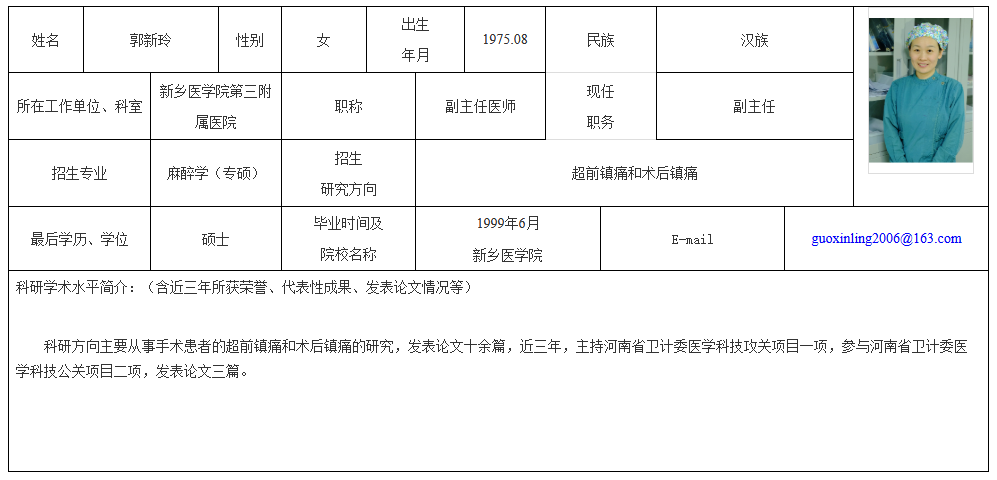 姓名 郭新玲 性别 女 出生 1975.08 民族 汉族
年月
所在工作单位、科室 新乡医学院第三附 职称 副主任医师 现任 副主任
属医院 职务
招生专业 麻醉学（专硕） 招生 超前镇痛和术后镇痛
研究方向
最后学历、学位 硕士 毕业时间及 1999年6月 E-mail guoxinling2006@163.com
院校名称 新乡医学院
科研学术水平简介：（含近三年所获荣誉、代表性成果、发表论文情况等）
科研方向主要从事手术患者的超前镇痛和术后镇痛的研究，发表论文十余篇，近三年，主持河南省卫计委医学科技攻关项目一项，参与河南省卫计委医
学科技公关项目二项，发表论文三篇。